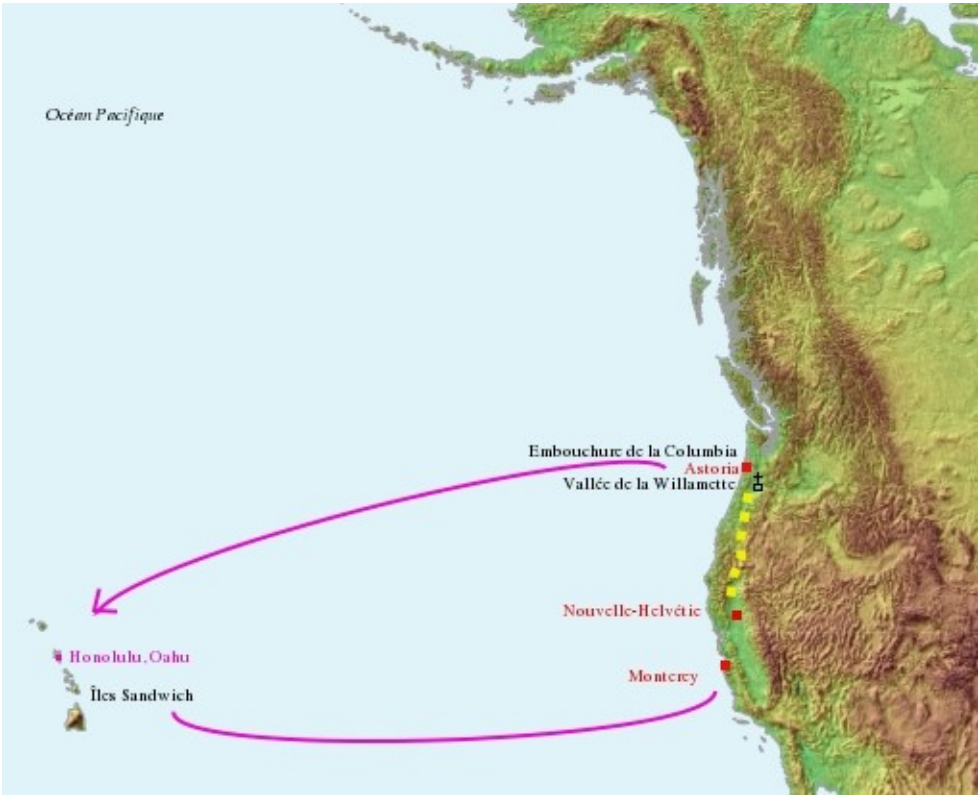 Océan Pacifique
Embouchure de la Columbia
Astoria
Vallée de la Willamette
Nouvelle-Helvétie
Honolulu, Oahu
Monterey
Îles Sandwich